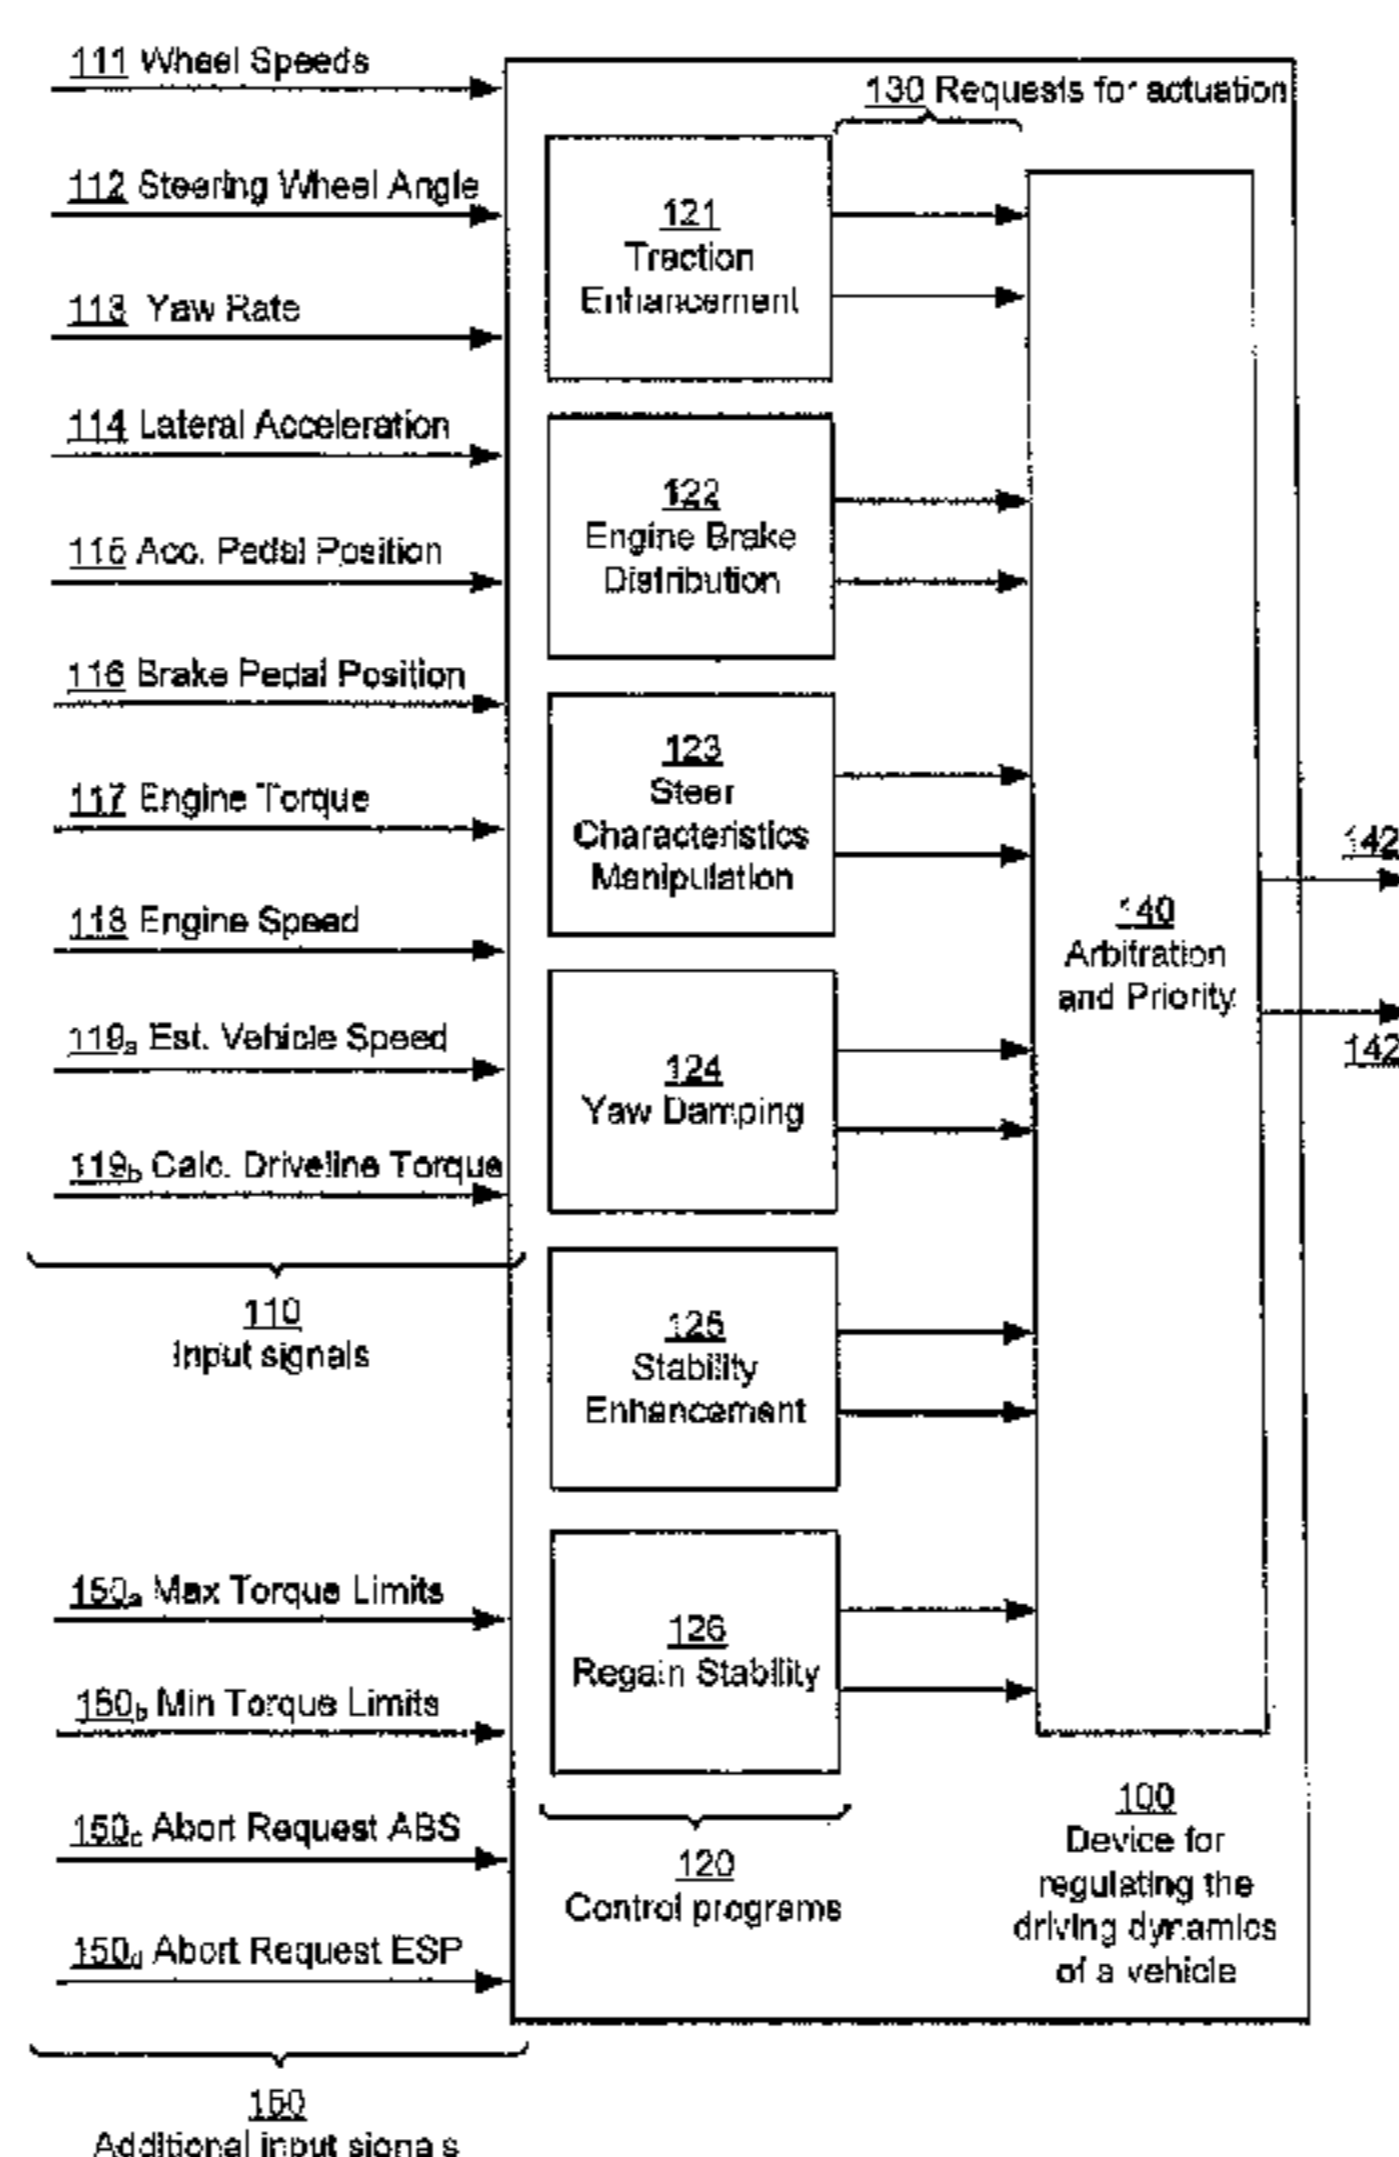 111 Wheel Speeds
112 Steering Wheel Angle
113 Yaw Rate
114 Lateral Acceleration
115 Acc. Pedal Position
116 Brake Pedal Position
117 Engine Torque
118 Engine Speed
119a Est. Vehicle Speed
119b Calc. Driveline Torque
110
Input signals
150a Max Torque Limits
150b Min Torque Limits
150c Abort Request ABS
150d Abort Request ESP
150
Additional input signals
130 Requests for actuation
121
Traction
Enhancement
122
Engine Brake
Distribution
123
Steer
Characteristics
Manipulation
124
Yaw Damping
125
Stability
Enhancement
126
Regain Stability
120
Control programs
140
Arbitration
and Priority
100
Device for
regulating the
driving dynamics
of a vehicle
142
142